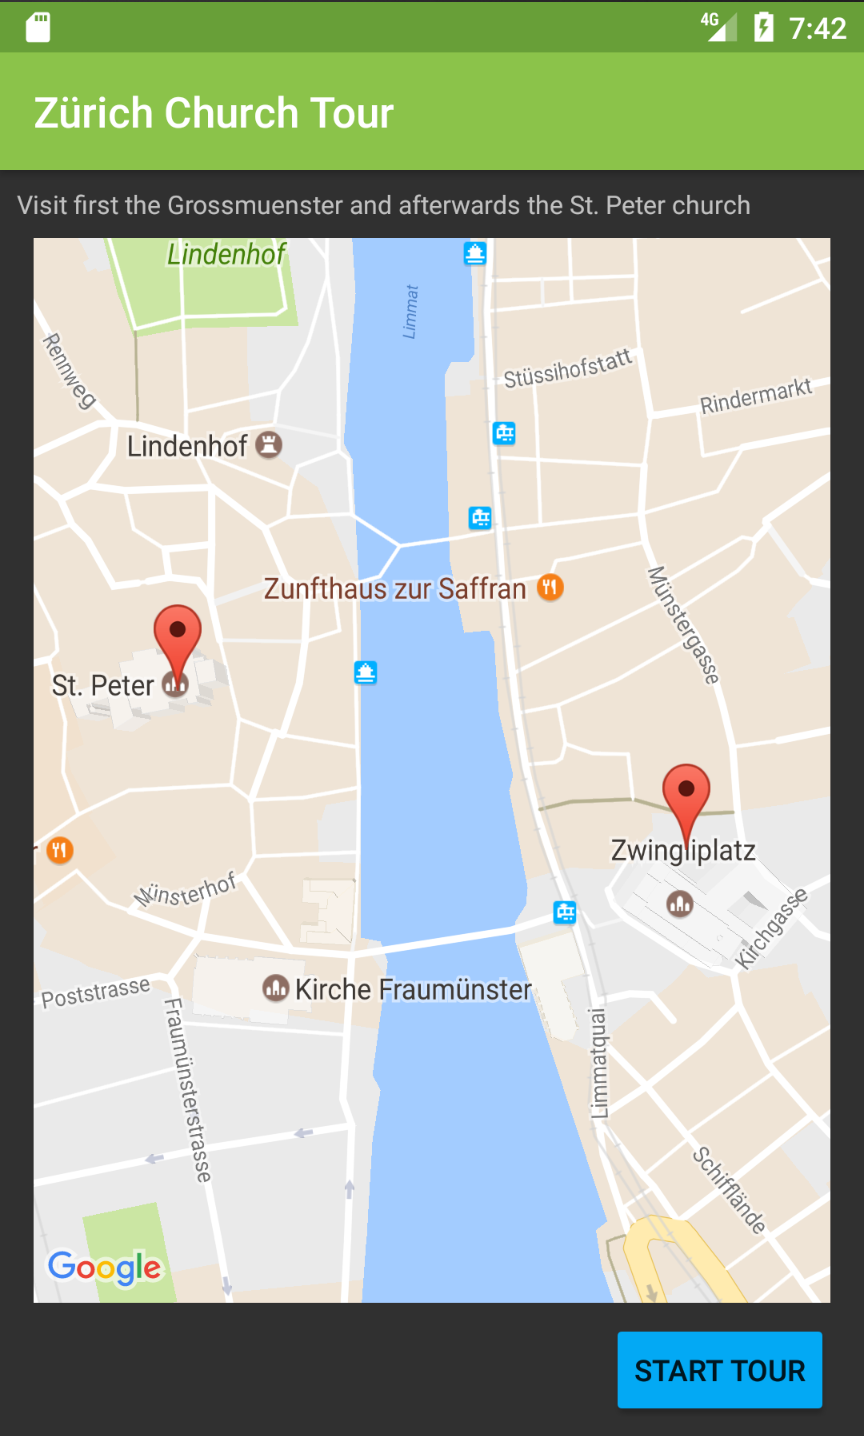 4G 7:42
Zürich Church Tour
Visit first the Grossmuenster and afterwards the St. Peter church
Lindenhof
Limmat
Rennweg
Stüssihofstatt
Rindermarkt
Lindenhof
Zunfthaus zur Saffran
Münstergasse
St. Peter
Zwingliplatz
Münsterhof
Kirchgasse
Poststrasse
Kirche Fraumünster
Fraumünsterstrasse
Limmatquai
Schifflände
Google
START TOUR